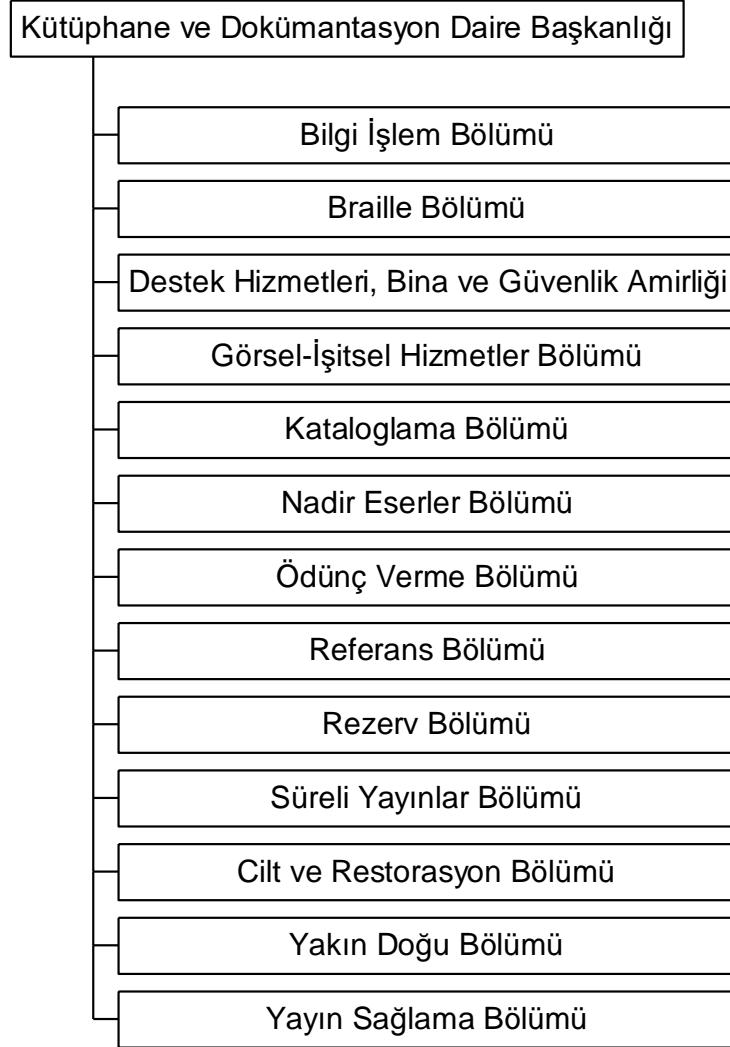 Kütüphane ve Dokümantasyon Daire Başkanlığı
Bilgi İşlem Bölümü
Braille Bölümü
Destek Hizmetleri, Bina ve Güvenlik Amirliği
Görsel-İşitsel Hizmetler Bölümü
Kataloglama Bölümü
Nadir Eserler Bölümü
Ödünç Verme Bölümü
Referans Bölümü
Rezerv Bölümü
Süreli Yayınlar Bölümü
Cilt ve Restorasyon Bölümü
Yakın Doğu Bölümü
Yayın Sağlama Bölümü